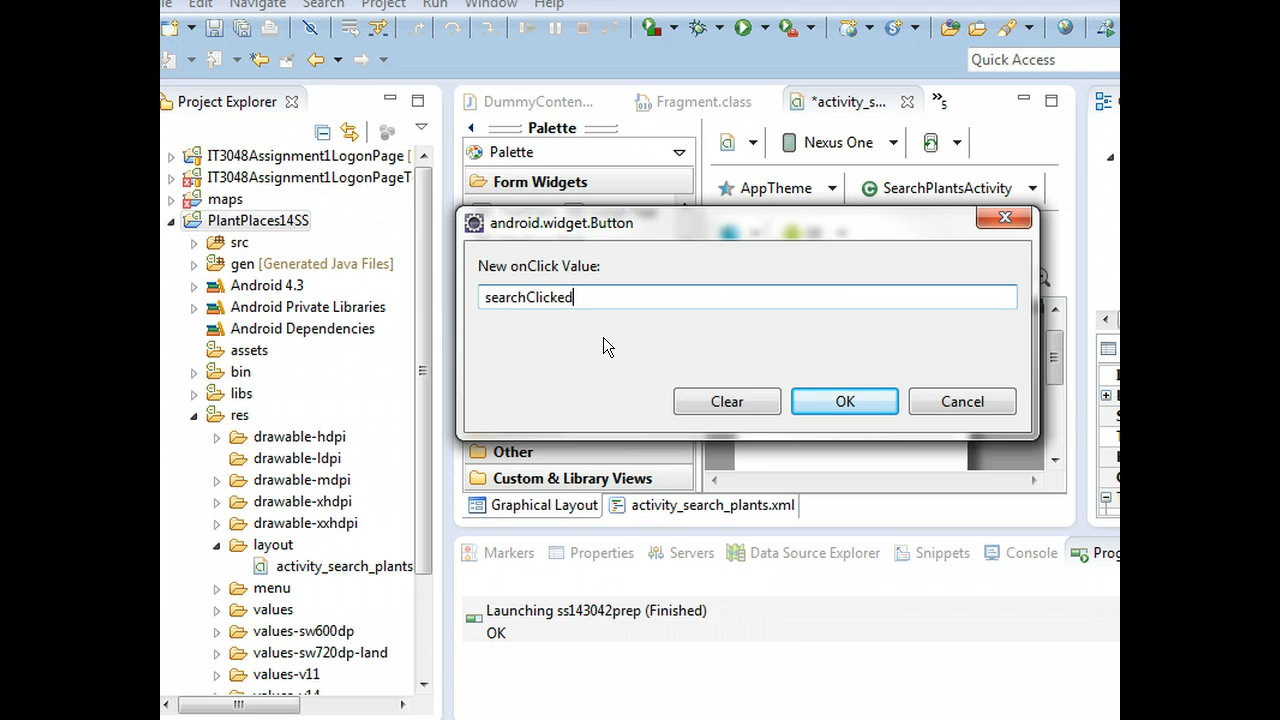 Edit Navigate Search Project Run Window Help
Quick Access
Project Explorer
IT3048Assignment1LogonPage [
IT3048Assignment1LogonPageT
maps
PlantPlaces14SS
src
gen [Generated Java Files]
Android 4.3
Android Private Libraries
Android Dependencies
assets
bin
libs
res
drawable-hdpi
drawable-ldpi
drawable-mdpi
drawable-xhdpi
drawable-xxhdpi
layout
activity_search_plants
menu
values
values-sw600dp
values-sw720dp-land
values-v11
values-v14
DummyConten... Fragment.class *activity_s... »5
Palette
Palette
Form Widgets
Nexus One
AppTheme SearchPlantsActivity
android.widget.Button
New onClick Value:
searchClicked
Clear OK Cancel
Other
Custom & Library Views
Graphical Layout activity_search_plants.xml
Markers Properties Servers Data Source Explorer Snippets Console Prog
Launching ss143042prep (Finished)
OK